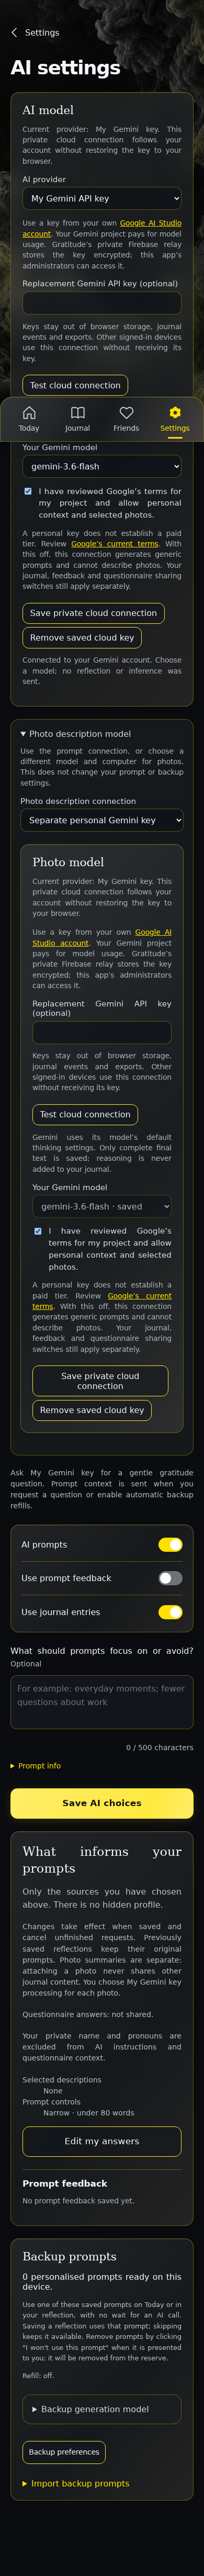 Settings
AI settings
AI model
Current provider: My Gemini key. This
private cloud connection follows your
account without restoring the key to your
browser.
AI provider
My Gemini API key
Use a key from your own Google AI Studio
account. Your Gemini project pays for model
usage. Gratitude's private Firebase relay
stores the key encrypted; this app's
administrators can access it.
Replacement Gemini API key (optional)
Keys stay out of browser storage, journal
events and exports. Other signed-in devices
use this connection without receiving its
key.
Test cloud connection
Today
Journal
Friends
Settings
Your Gemini model
gemini-3.6-flash
I have reviewed Google's terms for
my project and allow personal
context and selected photos.
A personal key does not establish a paid
tier. Review Google's current terms. With
this off, this connection generates generic
prompts and cannot describe photos. Your
journal, feedback and questionnaire sharing
switches still apply separately.
Save private cloud connection
Remove saved cloud key
Connected to your Gemini account. Choose
a model; no reflection or inference was
sent.
Photo description model
Use the prompt connection, or choose a
different model and computer for photos.
This does not change your prompt or backup
settings.
Photo description connection
Separate personal Gemini key
Photo model
Current provider: My Gemini key. This
private cloud connection follows your
account without restoring the key to
your browser.
Use a key from your own Google AI
Studio account. Your Gemini project
pays for model usage. Gratitude's
private Firebase relay stores the key
encrypted; this app's administrators
can access it.
Replacement Gemini API key
(optional)
Keys stay out of browser storage,
journal events and exports. Other
signed-in devices use this connection
without receiving its key.
Test cloud connection
Gemini uses its model's default
thinking settings. Only complete final
text is saved; reasoning is never
added to your journal.
Your Gemini model
gemini-3.6-flash · saved
I have reviewed Google's
terms for my project and allow
personal context and selected
photos.
A personal key does not establish a
paid tier. Review Google's current
terms. With this off, this connection
generates generic prompts and cannot
describe photos. Your journal,
feedback and questionnaire sharing
switches still apply separately.
Save private cloud
connection
Remove saved cloud key
Ask My Gemini key for a gentle gratitude
question. Prompt context is sent when you
request a question or enable automatic backup
refills.
AI prompts
Use prompt feedback
Use journal entries
What should prompts focus on or avoid?
Optional
For example: everyday moments; fewer
questions about work
0 / 500 characters
Prompt info
Save AI choices
What informs your
prompts
Only the sources you have chosen
above. There is no hidden profile.
Changes take effect when saved and
cancel unfinished requests. Previously
saved reflections keep their original
prompts. Photo summaries are separate:
attaching a photo never shares other
journal content. You choose My Gemini key
processing for each photo.
Questionnaire answers: not shared.
Your private name and pronouns are
excluded from AI instructions and
questionnaire context.
Selected descriptions
None
Prompt controls
Narrow · under 80 words
Edit my answers
Prompt feedback
No prompt feedback saved yet.
Backup prompts
0 personalised prompts ready on this
device.
Use one of these saved prompts on Today or in
your reflection, with no wait for an AI call.
Saving a reflection uses that prompt; skipping
keeps it available. Remove prompts by clicking
"I won't use this prompt" when it is presented
to you; it will be removed from the reserve.
Refill: off.
Backup generation model
Backup preferences
Import backup prompts